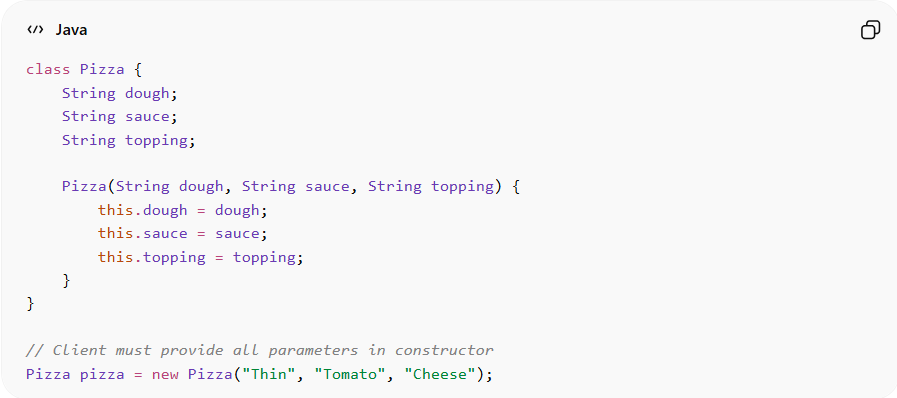 </> Java
class Pizza {
    String dough;
    String sauce;
    String topping;

    Pizza(String dough, String sauce, String topping) {
        this.dough = dough;
        this.sauce = sauce;
        this.topping = topping;
    }
}

// Client must provide all parameters in constructor
Pizza pizza = new Pizza("Thin", "Tomato", "Cheese");